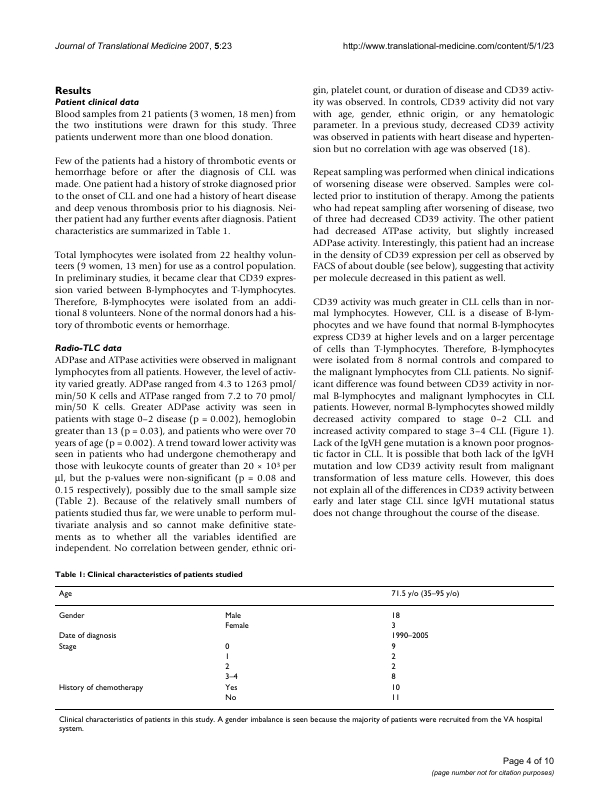 Journal of Translational Medicine 2007, 5:23
http://www.translational-medicine.com/content/5/1/23
Results
Patient clinical data
Blood samples from 21 patients (3 women, 18 men) from
the two institutions were drawn for this study. Three
patients underwent more than one blood donation.
Few of the patients had a history of thrombotic events or
hemorrhage before or after the diagnosis of CLL was
made. One patient had a history of stroke diagnosed prior
to the onset of CLL and one had a history of heart disease
and deep venous thrombosis prior to his diagnosis. Nei-
ther patient had any further events after diagnosis. Patient
characteristics are summarized in Table 1.
Total lymphocytes were isolated from 22 healthy volun-
teers (9 women, 13 men) for use as a control population.
In preliminary studies, it became clear that CD39 expres-
sion varied between B-lymphocytes and T-lymphocytes.
Therefore, B-lymphocytes were isolated from an addi-
tional 8 volunteers. None of the normal donors had a his-
tory of thrombotic events or hemorrhage.
Radio-TLC data
ADPase and ATPase activities were observed in malignant
lymphocytes from all patients. However, the level of activ-
ity varied greatly. ADPase ranged from 4.3 to 1263 pmol/
min/50 K cells and ATPase ranged from 7.2 to 70 pmol/
min/50 K cells. Greater ADPase activity was seen in
patients with stage 0–2 disease (p = 0.002), hemoglobin
greater than 13 (p = 0.03), and patients who were over 70
years of age (p = 0.002). A trend toward lower activity was
seen in patients who had undergone chemotherapy and
those with leukocyte counts of greater than 20 × 10³ per
μl, but the p-values were non-significant (p = 0.08 and
0.15 respectively), possibly due to the small sample size
(Table 2). Because of the relatively small numbers of
patients studied thus far, we were unable to perform mul-
tivariate analysis and so cannot make definitive state-
ments as to whether all the variables identified are
independent. No correlation between gender, ethnic ori-
gin, platelet count, or duration of disease and CD39 activ-
ity was observed. In controls, CD39 activity did not vary
with age, gender, ethnic origin, or any hematologic
parameter. In a previous study, decreased CD39 activity
was observed in patients with heart disease and hyperten-
sion but no correlation with age was observed (18).
Repeat sampling was performed when clinical indications
of worsening disease were observed. Samples were col-
lected prior to institution of therapy. Among the patients
who had repeat sampling after worsening of disease, two
of three had decreased CD39 activity. The other patient
had decreased ATPase activity, but slightly increased
ADPase activity. Interestingly, this patient had an increase
in the density of CD39 expression per cell as observed by
FACS of about double (see below), suggesting that activity
per molecule decreased in this patient as well.
CD39 activity was much greater in CLL cells than in nor-
mal lymphocytes. However, CLL is a disease of B-lym-
phocytes and we have found that normal B-lymphocytes
express CD39 at higher levels and on a larger percentage
of cells than T-lymphocytes. Therefore, B-lymphocytes
were isolated from 8 normal controls and compared to
the malignant lymphocytes from CLL patients. No signif-
icant difference was found between CD39 activity in nor-
mal B-lymphocytes and malignant lymphocytes in CLL
patients. However, normal B-lymphocytes showed mildly
decreased activity compared to stage 0–2 CLL and
increased activity compared to stage 3–4 CLL (Figure 1).
Lack of the IgVH gene mutation is a known poor prognos-
tic factor in CLL. It is possible that both lack of the IgVH
mutation and low CD39 activity result from malignant
transformation of less mature cells. However, this does
not explain all of the differences in CD39 activity between
early and later stage CLL since IgVH mutational status
does not change throughout the course of the disease.
Table 1: Clinical characteristics of patients studied
Age 71.5 y/o (35–95 y/o)
Gender Male 18
Female 3
Date of diagnosis 1990–2005
Stage 0 9
1 2
2 2
3–4 8
History of chemotherapy Yes 10
No 11
Clinical characteristics of patients in this study. A gender imbalance is seen because the majority of patients were recruited from the VA hospital
system.
Page 4 of 10
(page number not for citation purposes)